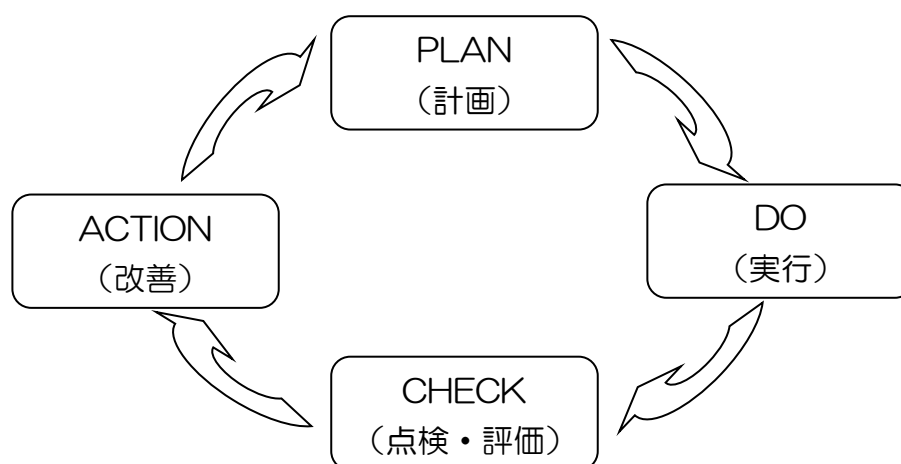 PLAN
（計画）
DO
（実行）
CHECK
（点検・評価）
ACTION
（改善）